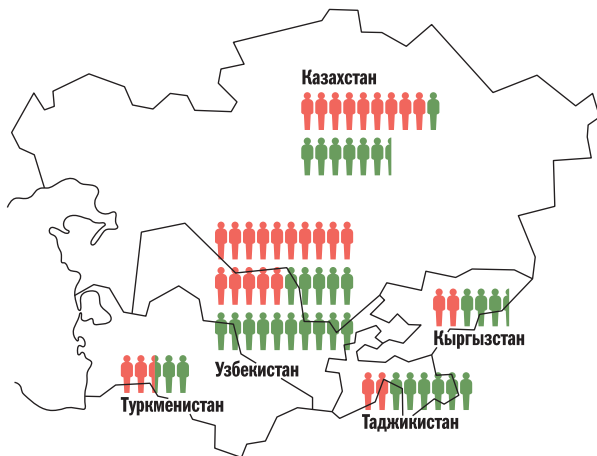 Казахстан
Кыргызстан
Узбекистан
Туркменистан
Таджикистан